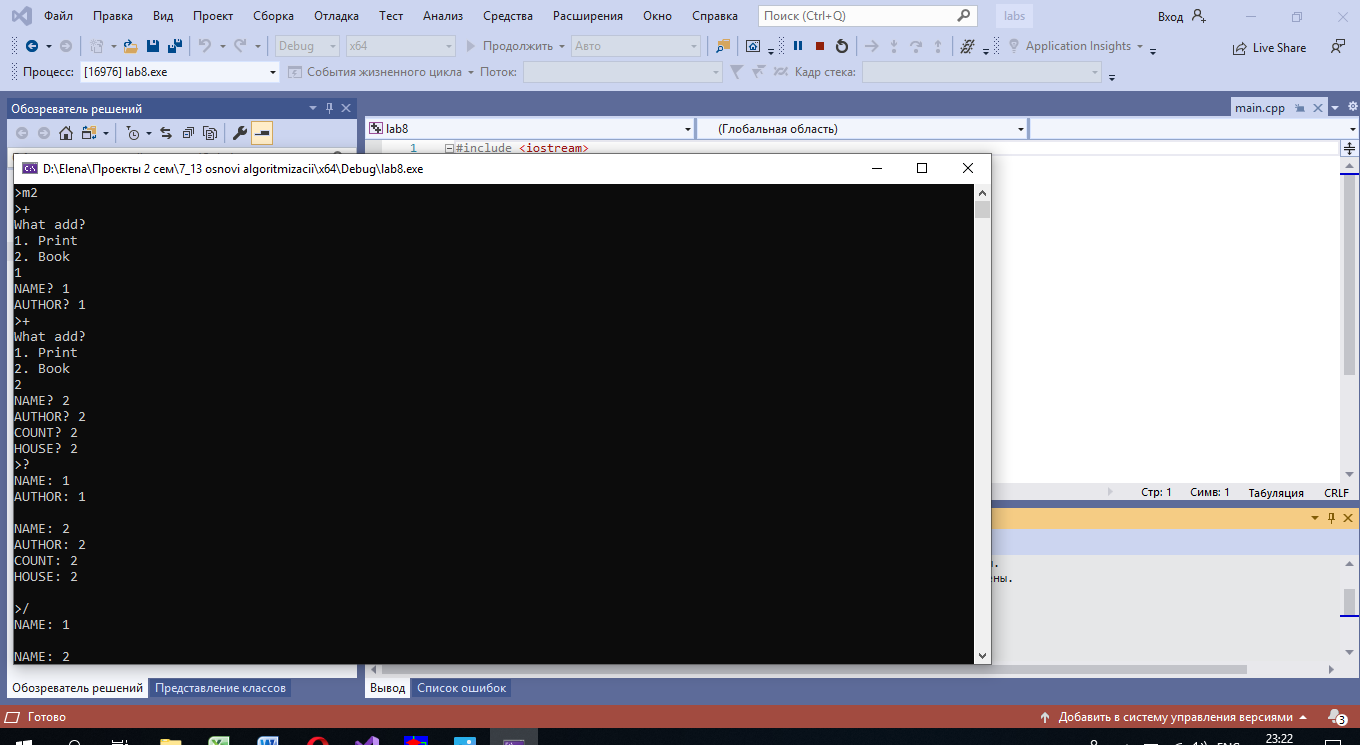 Файл Правка Вид Проект Сборка Отладка Тест Анализ Средства Расширения Окно Справка Поиск (Ctrl+Q) labs Вход
Debug x64 Продолжить Авто Application Insights Live Share
Процесс: [16976] lab8.exe События жизненного цикла Поток: Кадр стека:
Обозреватель решений
main.cpp
lab8 (Глобальная область)
1 #include <iostream>
D:\Elena\Проекты 2 сем\7_13 osnovi algoritmizacii\x64\Debug\lab8.exe
>m2
>+
What add?
1. Print
2. Book
1
NAME? 1
AUTHOR? 1
>+
What add?
1. Print
2. Book
2
NAME? 2
AUTHOR? 2
COUNT? 2
HOUSE? 2
>?
NAME: 1
AUTHOR: 1
NAME: 2
AUTHOR: 2
COUNT: 2
HOUSE: 2
>/
NAME: 1
NAME: 2
Стр: 1 Симв: 1 Табуляция CRLF
ены.
Обозреватель решений Представление классов
Вывод Список ошибок
Готово Добавить в систему управления версиями 3
23:22